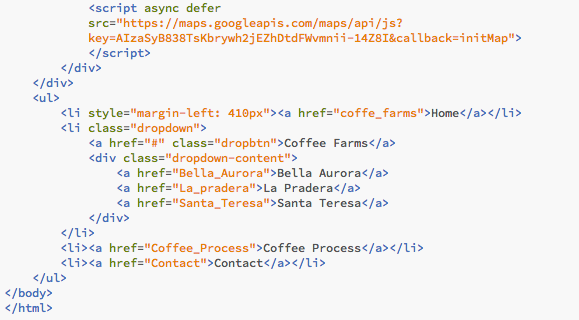 <script async defer
src="https://maps.googleapis.com/maps/api/js?
key=AIzaSyB838TsKbrywh2jEZhDtdFWvmnii-14Z8I&callback=initMap">
</script>
</div>
</div>
<ul>
<li style="margin-left: 410px"><a href="coffe_farms">Home</a></li>
<li class="dropdown">
<a href="#" class="dropbtn">Coffee Farms</a>
<div class="dropdown-content">
<a href="Bella_Aurora">Bella Aurora</a>
<a href="La_pradera">La Pradera</a>
<a href="Santa_Teresa">Santa Teresa</a>
</div>
</li>
<li><a href="Coffee_Process">Coffee Process</a></li>
<li><a href="Contact">Contact</a></li>
</ul>
</body>
</html>